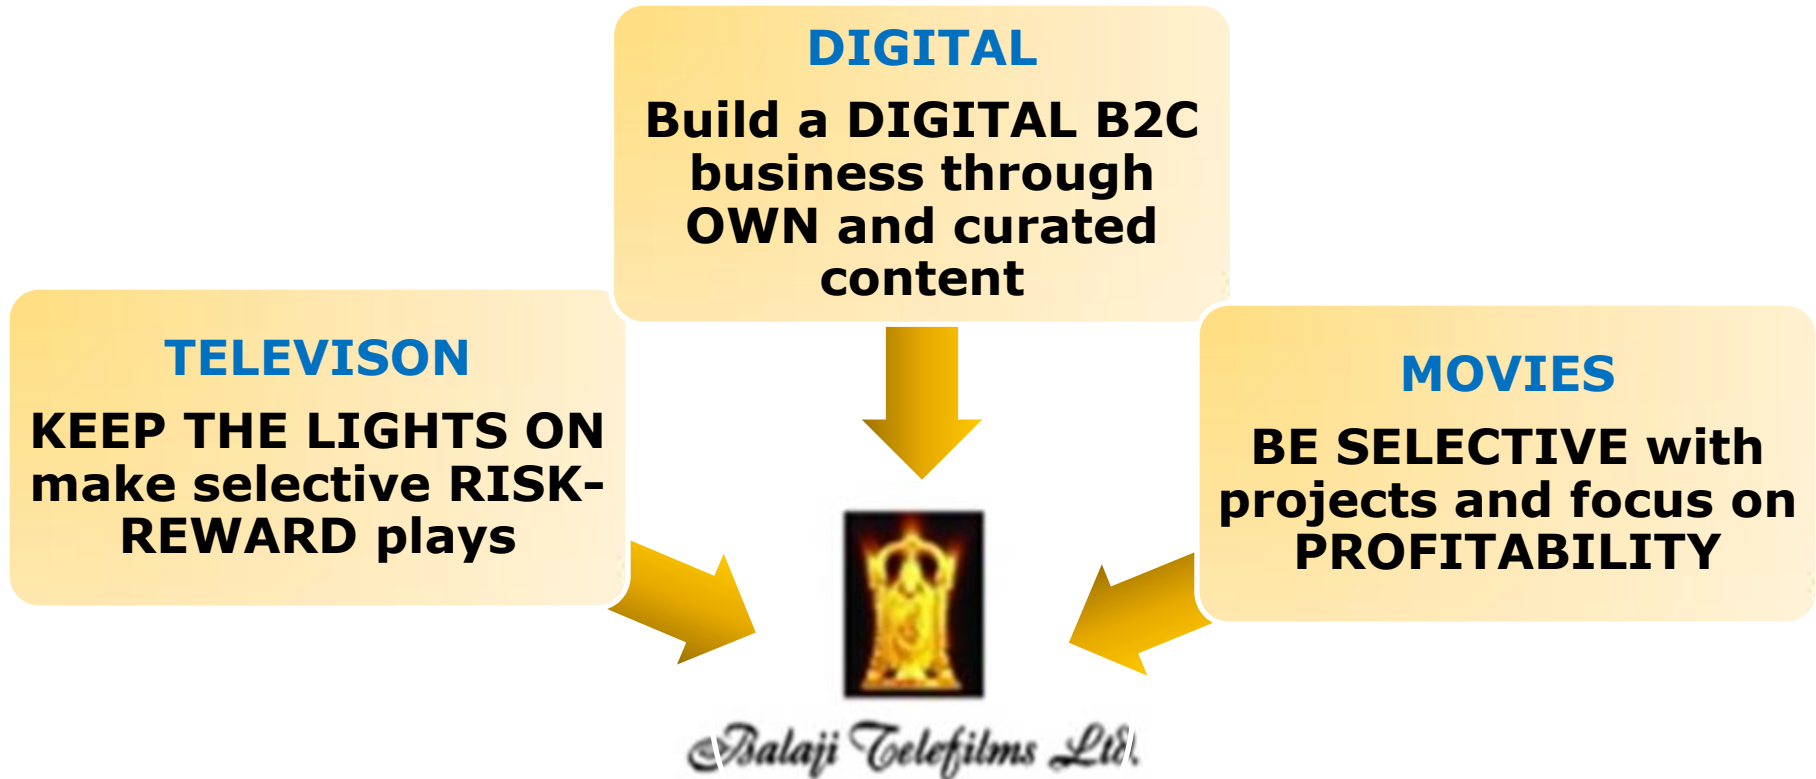 DIGITAL
Build a DIGITAL B2C
business through
OWN and curated
content
TELEVISON
KEEP THE LIGHTS ON
make selective RISK-
REWARD plays
MOVIES
BE SELECTIVE with
projects and focus on
PROFITABILITY
Balaji Telefilms Ltd.